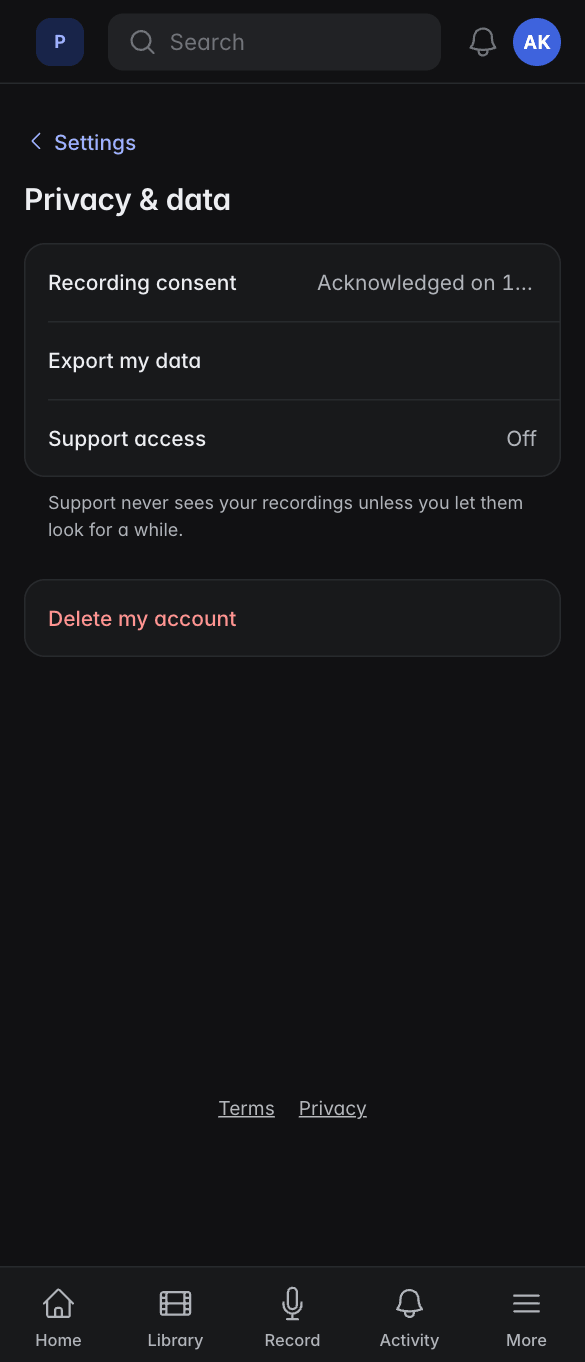 P
Search
AK
Settings
Privacy & data
Recording consent Acknowledged on 1...
Export my data
Support access Off
Support never sees your recordings unless you let them
look for a while.
Delete my account
Terms Privacy
Home Library Record Activity More